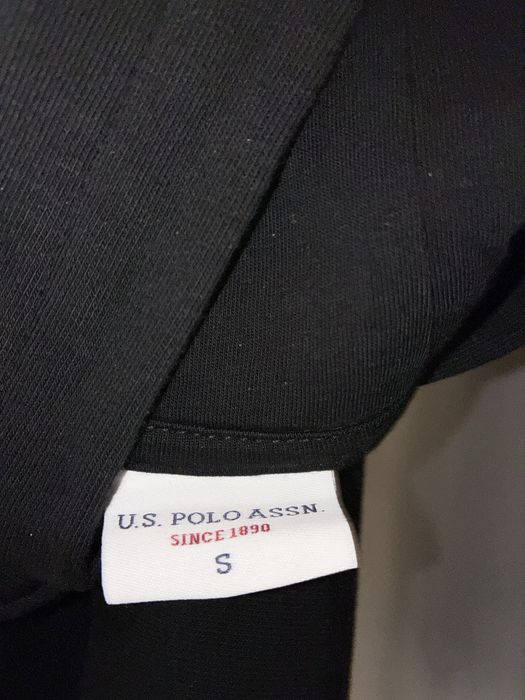 U.S. POLO ASSN.
SINCE 1890
S